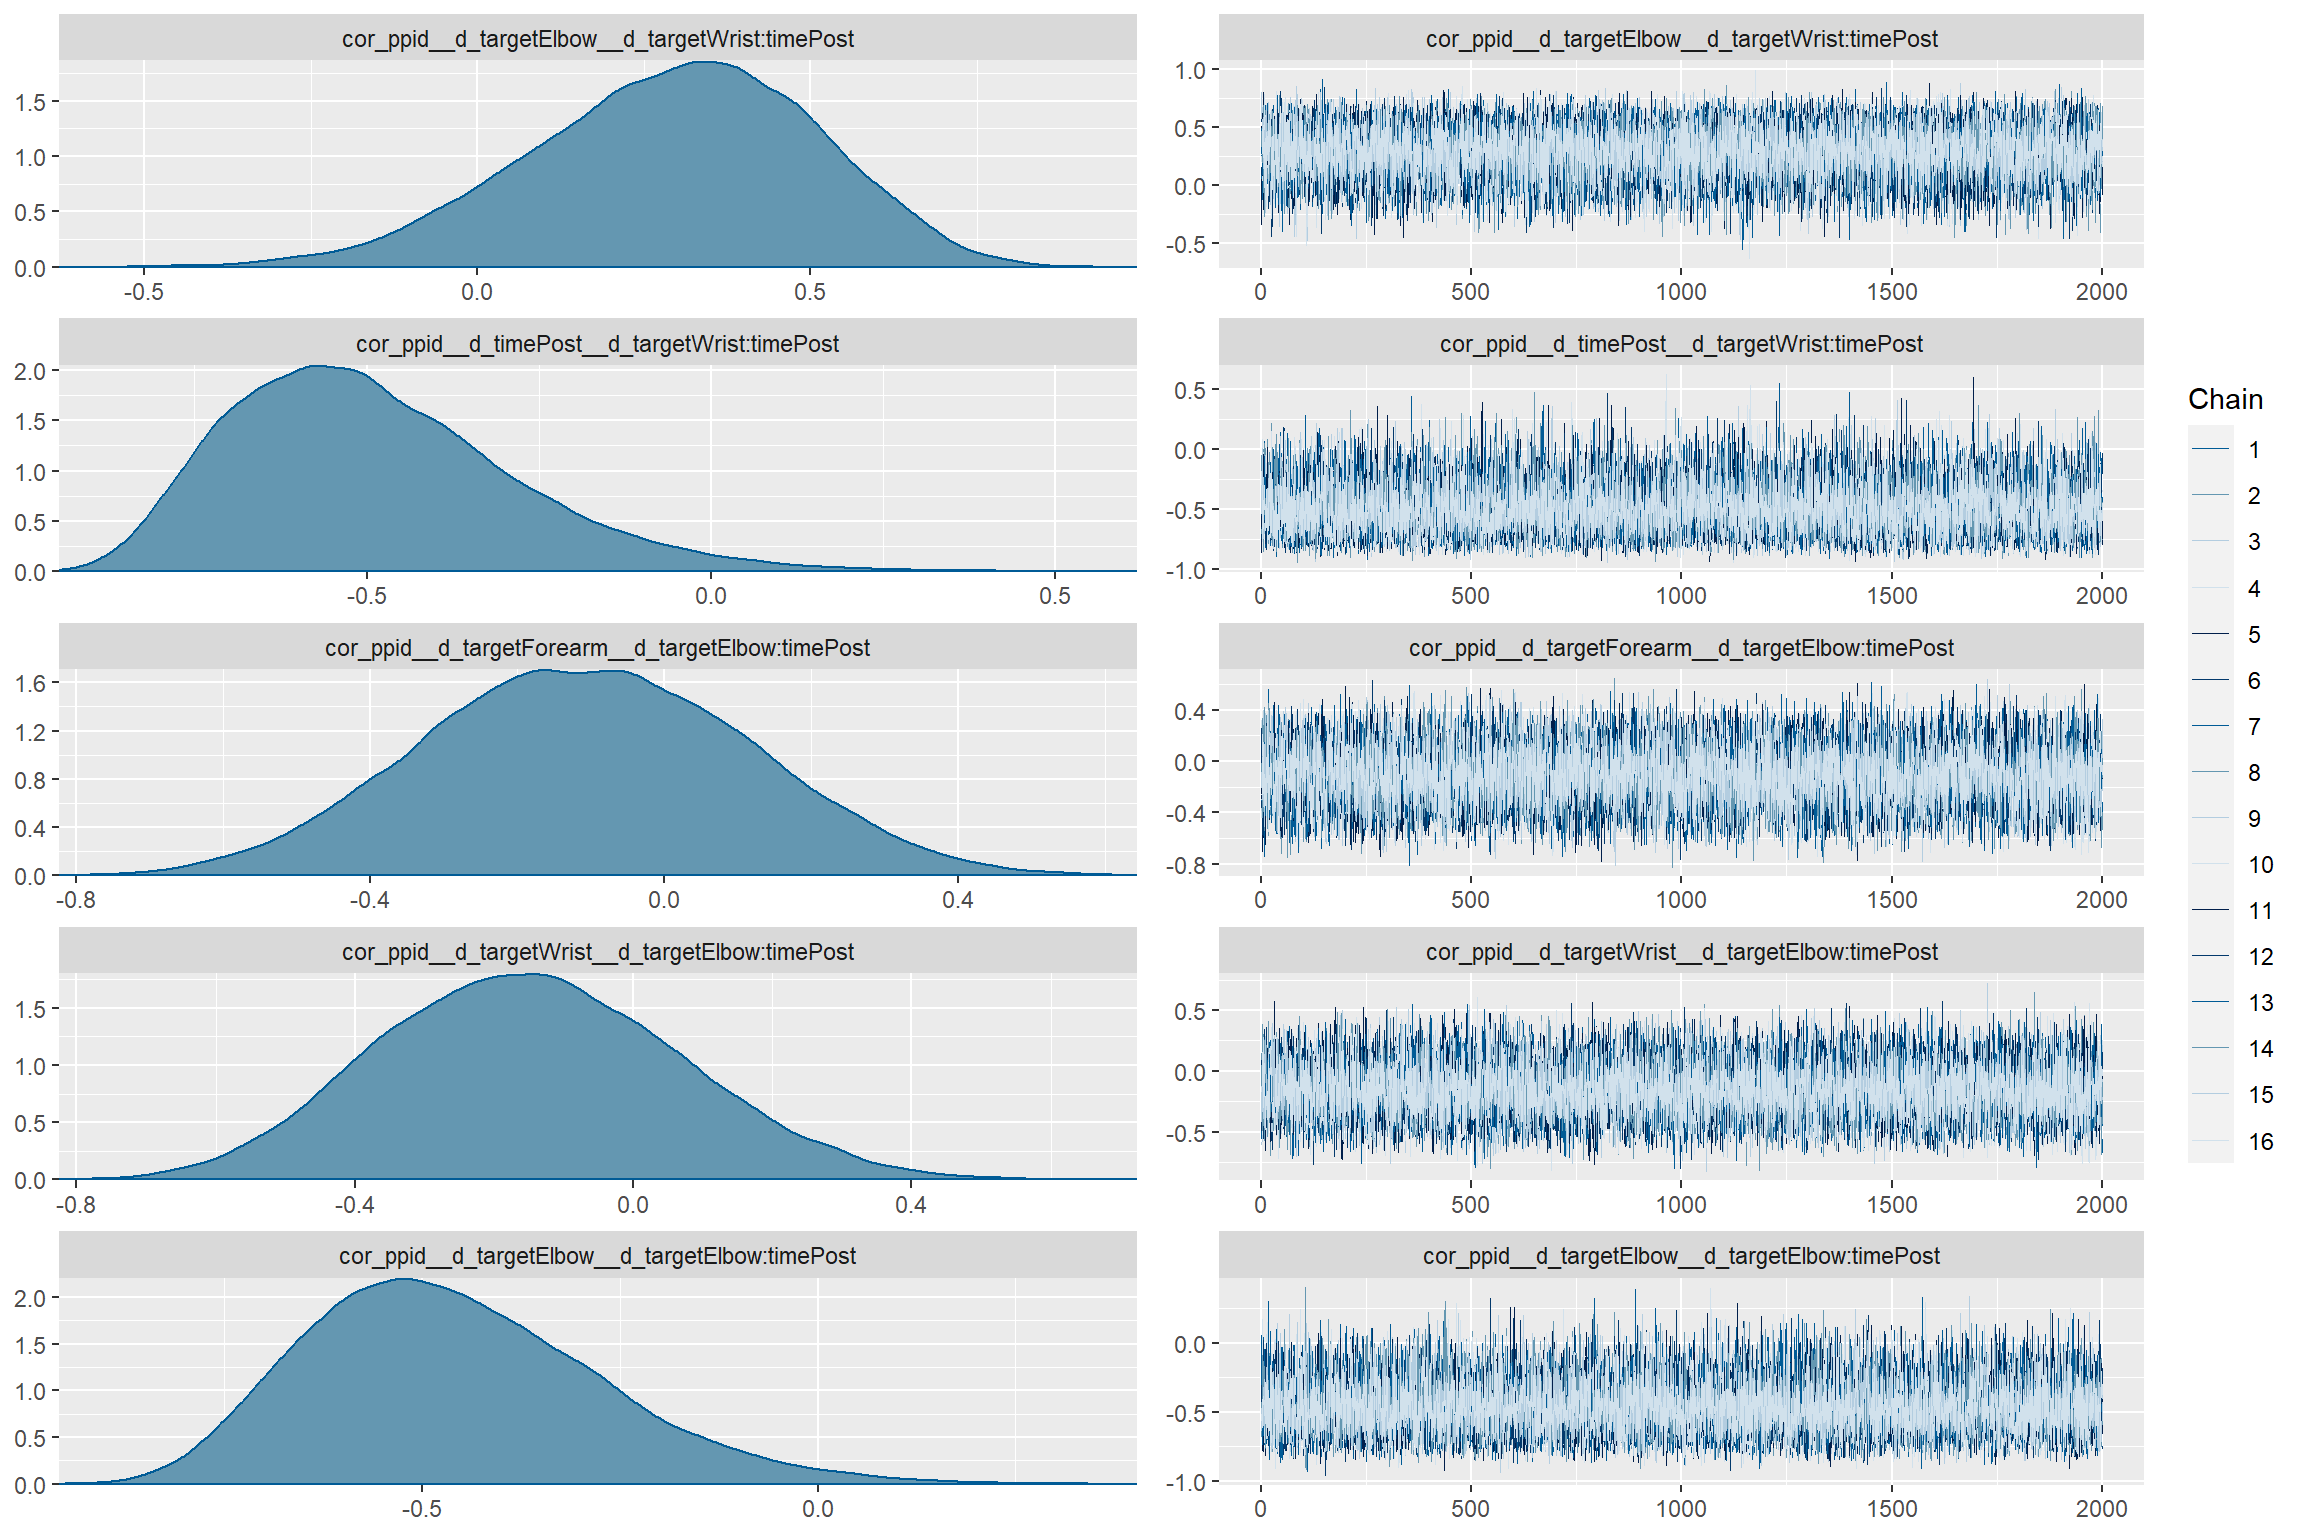 cor_ppid__d_targetElbow__d_targetWrist:timePost
1.5
1.0
0.5
0.0
-0.5 0.0 0.5
cor_ppid__d_targetElbow__d_targetWrist:timePost
1.0
0.5
0.0
-0.5
0 500 1000 1500 2000
cor_ppid__d_timePost__d_targetWrist:timePost
2.0
1.5
1.0
0.5
0.0
-0.5 0.0 0.5
cor_ppid__d_timePost__d_targetWrist:timePost
0.5
0.0
-0.5
-1.0
0 500 1000 1500 2000
cor_ppid__d_targetForearm__d_targetElbow:timePost
1.6
1.2
0.8
0.4
0.0
-0.8 -0.4 0.0 0.4
cor_ppid__d_targetForearm__d_targetElbow:timePost
0.4
0.0
-0.4
-0.8
0 500 1000 1500 2000
cor_ppid__d_targetWrist__d_targetElbow:timePost
1.5
1.0
0.5
0.0
-0.8 -0.4 0.0 0.4
cor_ppid__d_targetWrist__d_targetElbow:timePost
0.5
0.0
-0.5
0 500 1000 1500 2000
cor_ppid__d_targetElbow__d_targetElbow:timePost
2.0
1.5
1.0
0.5
0.0
-0.5 0.0
cor_ppid__d_targetElbow__d_targetElbow:timePost
0.0
-0.5
-1.0
0 500 1000 1500 2000
Chain
1
2
3
4
5
6
7
8
9
10
11
12
13
14
15
16